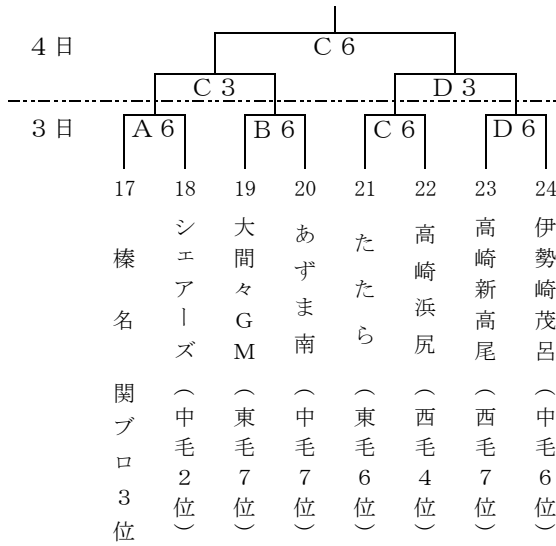 4日
C6
C3
D3
3日
A6
B6
C6
D6
17
18
19
20
21
22
23
24
榛名 関ブロ3位
シェアーズ (中毛2位)
大間々GM (東毛7位)
あずま南 (中毛7位)
たたら (東毛6位)
高崎浜尻 (西毛4位)
高崎新高尾 (西毛7位)
伊勢崎茂呂 (中毛6位)